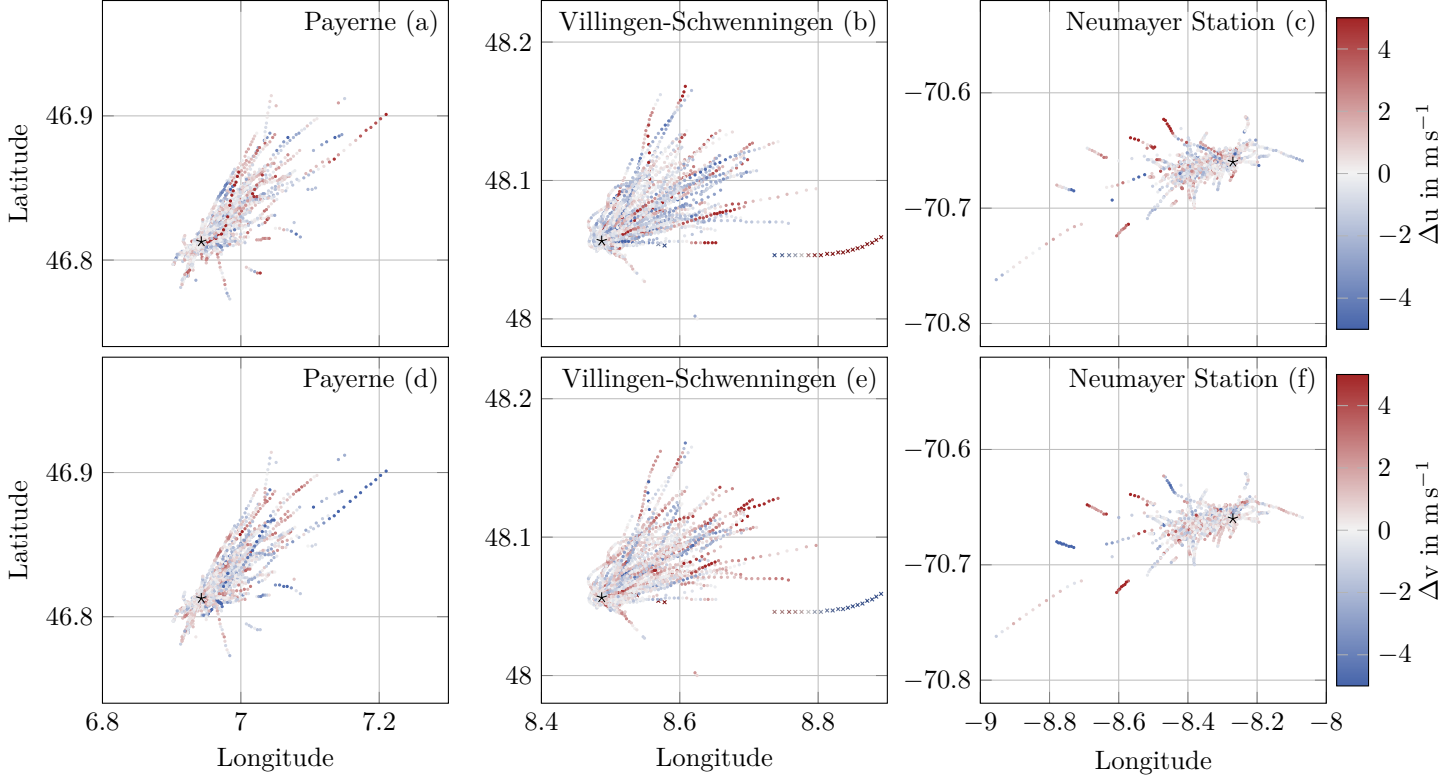 Payerne (a)
Villingen-Schwenningen (b)
Neumayer Station (c)
46.9
46.8
Latitude
48.2
48.1
48
−70.6
−70.7
−70.8
4
2
0
−2
−4
Δu in m s⁻¹
Payerne (d)
Villingen-Schwenningen (e)
Neumayer Station (f)
46.9
46.8
Latitude
48.2
48.1
48
−70.6
−70.7
−70.8
4
2
0
−2
−4
Δv in m s⁻¹
6.8 7 7.2
8.4 8.6 8.8
−9 −8.8 −8.6 −8.4 −8.2 −8
Longitude
Longitude
Longitude